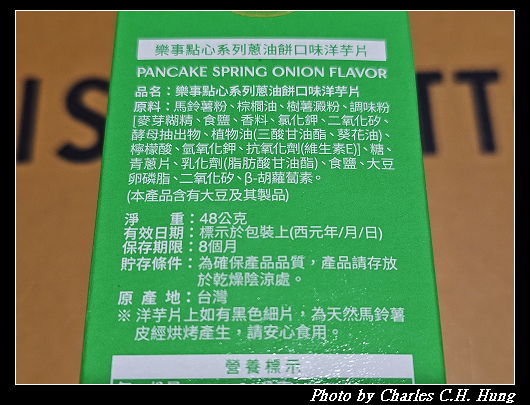 樂事點心系列蔥油餅口味洋芋片
PANCAKE SPRING ONION FLAVOR
品名：樂事點心系列蔥油餅口味洋芋片
原料：馬鈴薯粉、棕櫚油、樹薯澱粉、調味粉
[麥芽糊精、食鹽、香料、氯化鉀、二氧化矽、
酵母抽出物、植物油(三酸甘油酯、葵花油)、
檸檬酸、氫氧化鉀、抗氧化劑(維生素E)]、糖、
青蔥片、乳化劑(脂肪酸甘油酯)、食鹽、大豆
卵磷脂、二氧化矽、β-胡蘿蔔素。
(本產品含有大豆及其製品)
淨 重：48公克
有效日期：標示於包裝上(西元年/月/日)
保存期限：8個月
貯存條件：為確保產品品質，產品請存放
於乾燥陰涼處。
原 產 地：台灣
※ 洋芋片上如有黑色細片，為天然馬鈴薯
皮經烘烤產生，請安心食用。
營養標示
Photo by Charles C.H. Hung